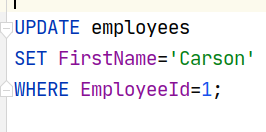 UPDATE employees
SET FirstName='Carson'
WHERE EmployeeId=1;